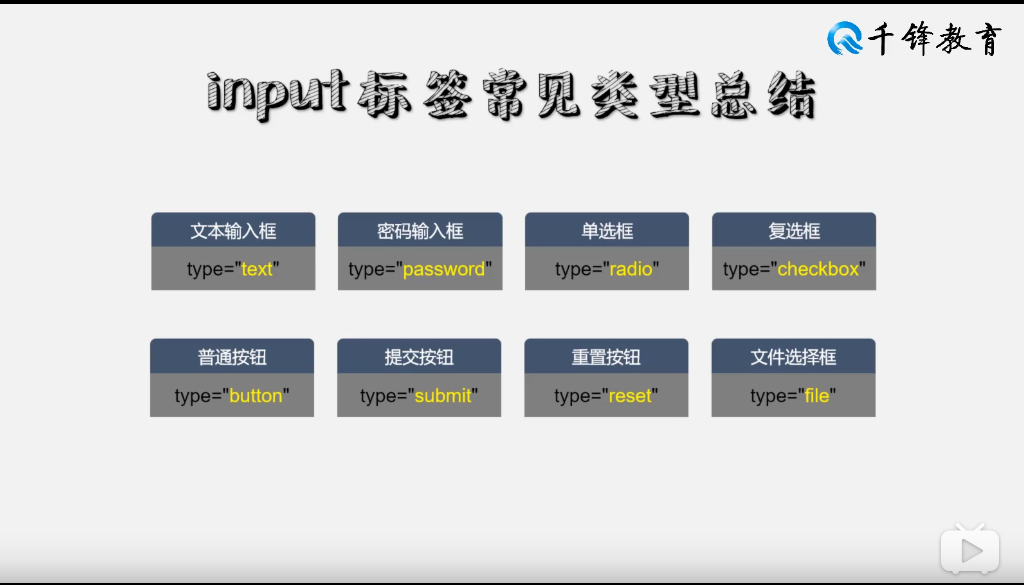 千锋教育
input标签常见类型总结
文本输入框
type="text"
密码输入框
type="password"
单选框
type="radio"
复选框
type="checkbox"
普通按钮
type="button"
提交按钮
type="submit"
重置按钮
type="reset"
文件选择框
type="file"